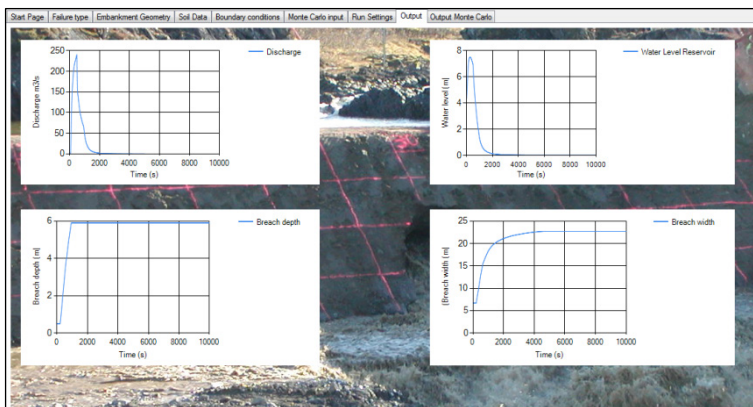 Start Page Failure type Embankment Geometry Soil Data Boundary conditions Monte Carlo input Run Settings Output Output Monte Carlo
250
200
150
100
50
0
Discharge m3/s
0 2000 4000 6000 8000 10000
Time (s)
Discharge
8
6
4
2
0
Water level [m]
0 2000 4000 6000 8000 10000
Time (s)
Water Level Reservoir
6
4
2
0
Breach depth [m]
0 2000 4000 6000 8000 10000
Time (s)
Breach depth
25
20
15
10
5
0
(Breach width [m]
0 2000 4000 6000 8000 10000
Time (s)
Breach width